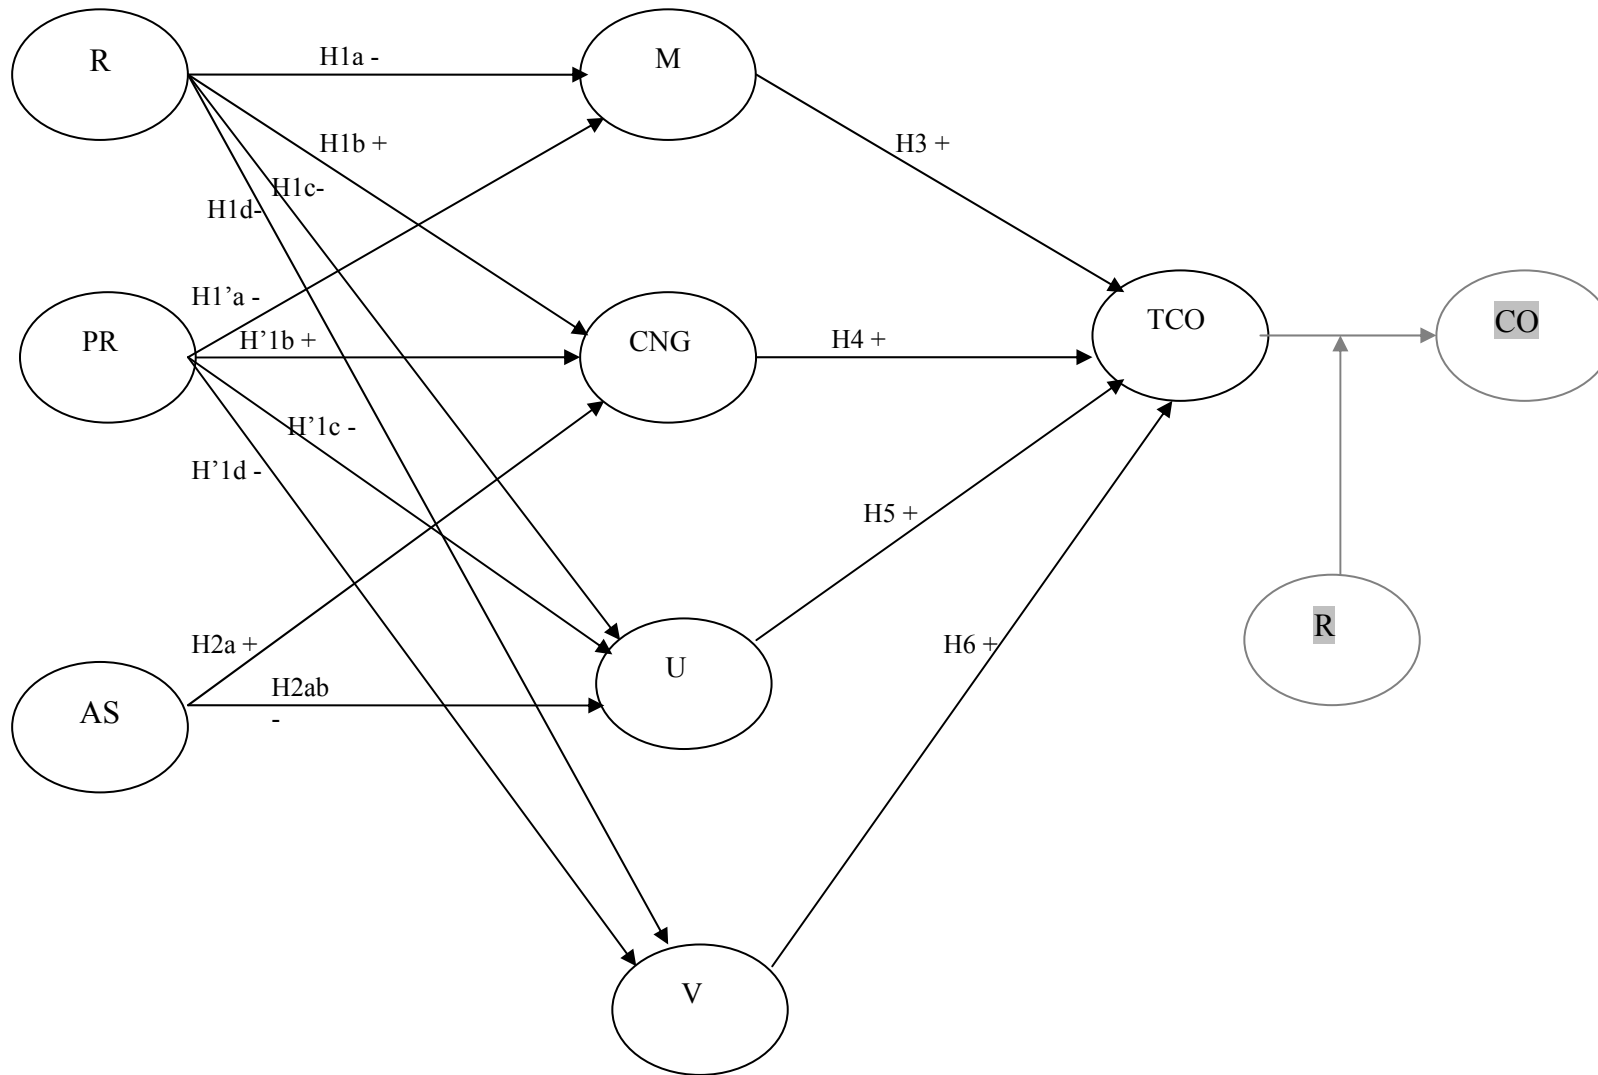 R
H1a -
M
H1b +
H3 +
H1c-
H1d-
H1’a -
PR
H’1b +
CNG
H4 +
TCO
CO
H’1c -
H’1d -
H5 +
R
H2a +
H6 +
U
H2ab
-
AS
V